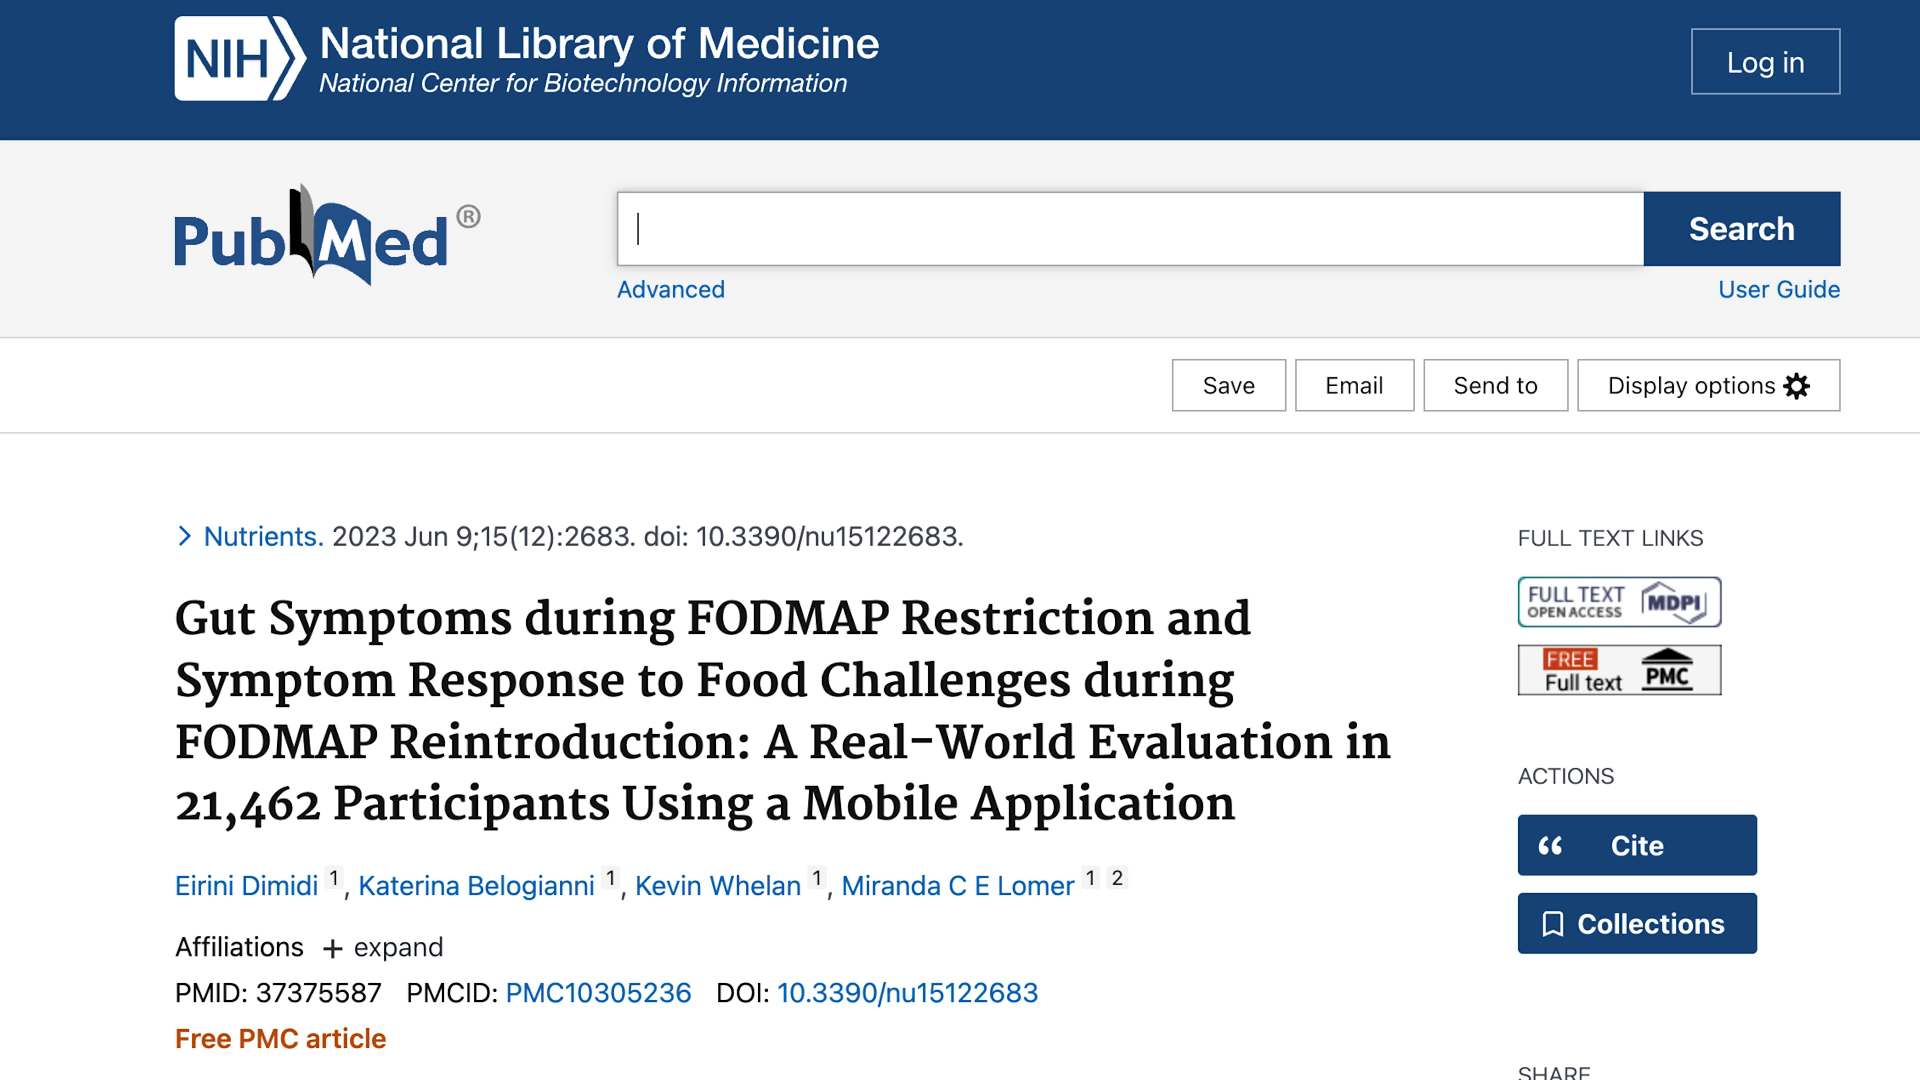 NIH National Library of Medicine
National Center for Biotechnology Information
Log in
PubMed®
Search
Advanced
User Guide
Save
Email
Send to
Display options
Nutrients. 2023 Jun 9;15(12):2683. doi: 10.3390/nu15122683.
Gut Symptoms during FODMAP Restriction and
Symptom Response to Food Challenges during
FODMAP Reintroduction: A Real-World Evaluation in
21,462 Participants Using a Mobile Application
Eirini Dimidi 1, Katerina Belogianni 1, Kevin Whelan 1, Miranda C E Lomer 1 2
Affiliations + expand
PMID: 37375587 PMCID: PMC10305236 DOI: 10.3390/nu15122683
Free PMC article
FULL TEXT LINKS
FULL TEXT
OPEN ACCESS
MDPI
FREE
Full text
PMC
ACTIONS
Cite
Collections
SHARE